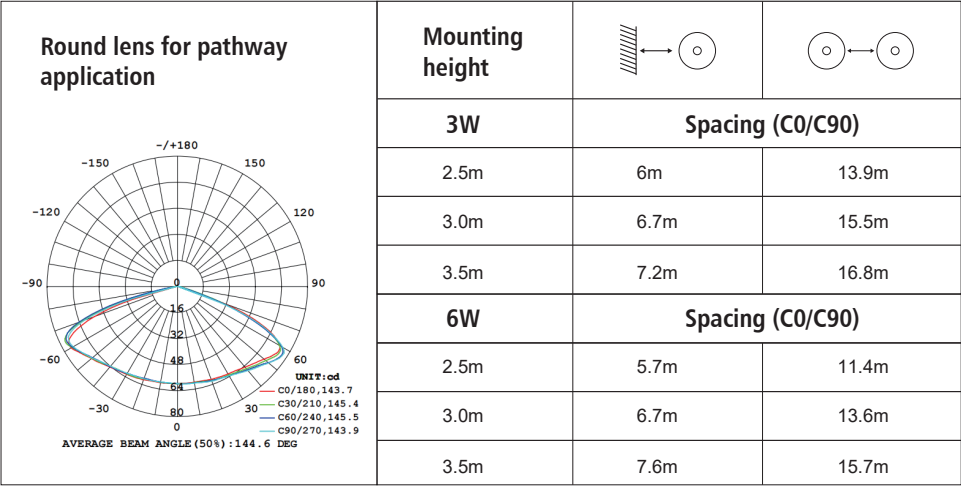 Round lens for pathway
application
-/+180
-150
150
-120
120
-90
90
-60
60
-30
30
0
0
16
32
48
64
80
UNIT:cd
C0/180,143.7
C30/210,145.4
C60/240,145.5
C90/270,143.9
AVERAGE BEAM ANGLE(50%):144.6 DEG
Mounting
height
3W Spacing (C0/C90)
2.5m 6m 13.9m
3.0m 6.7m 15.5m
3.5m 7.2m 16.8m
6W Spacing (C0/C90)
2.5m 5.7m 11.4m
3.0m 6.7m 13.6m
3.5m 7.6m 15.7m